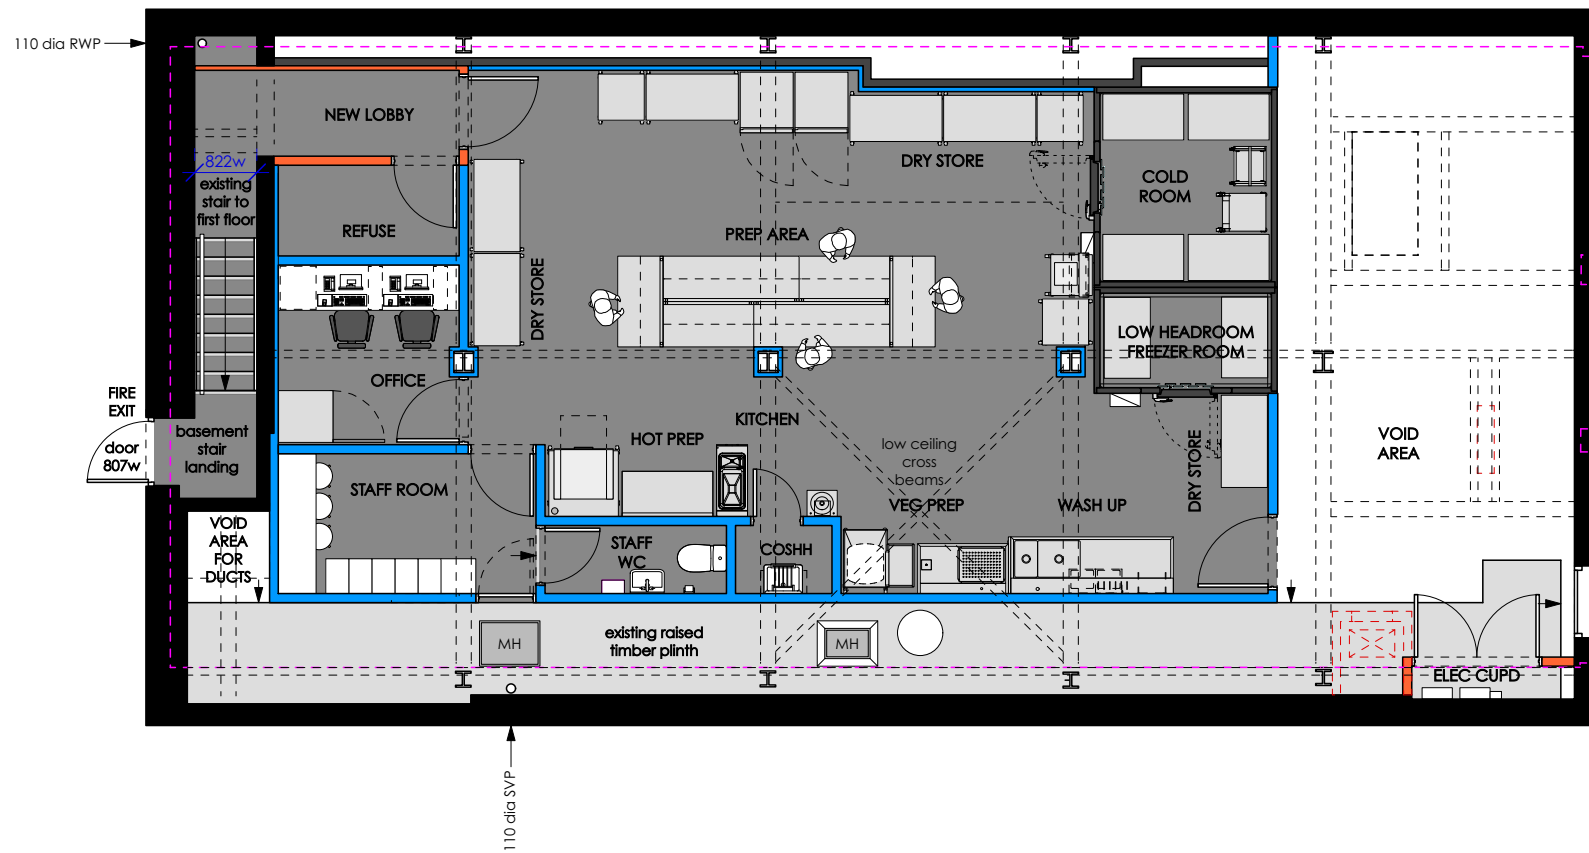 110 dia RWP
NEW LOBBY
822w
existing
stair to
first floor
REFUSE
DRY STORE
COLD
ROOM
PREP AREA
DRY STORE
LOW HEADROOM
FREEZER ROOM
OFFICE
FIRE
EXIT
door
807w
basement
stair
landing
KITCHEN
HOT PREP
low ceiling
cross
beams
DRY STORE
VOID
AREA
STAFF ROOM
VEG PREP
WASH UP
VOID
AREA
FOR
DUCTS
STAFF
WC
COSHH
existing raised
timber plinth
MH
MH
ELEC CUPD
110 dia SVP